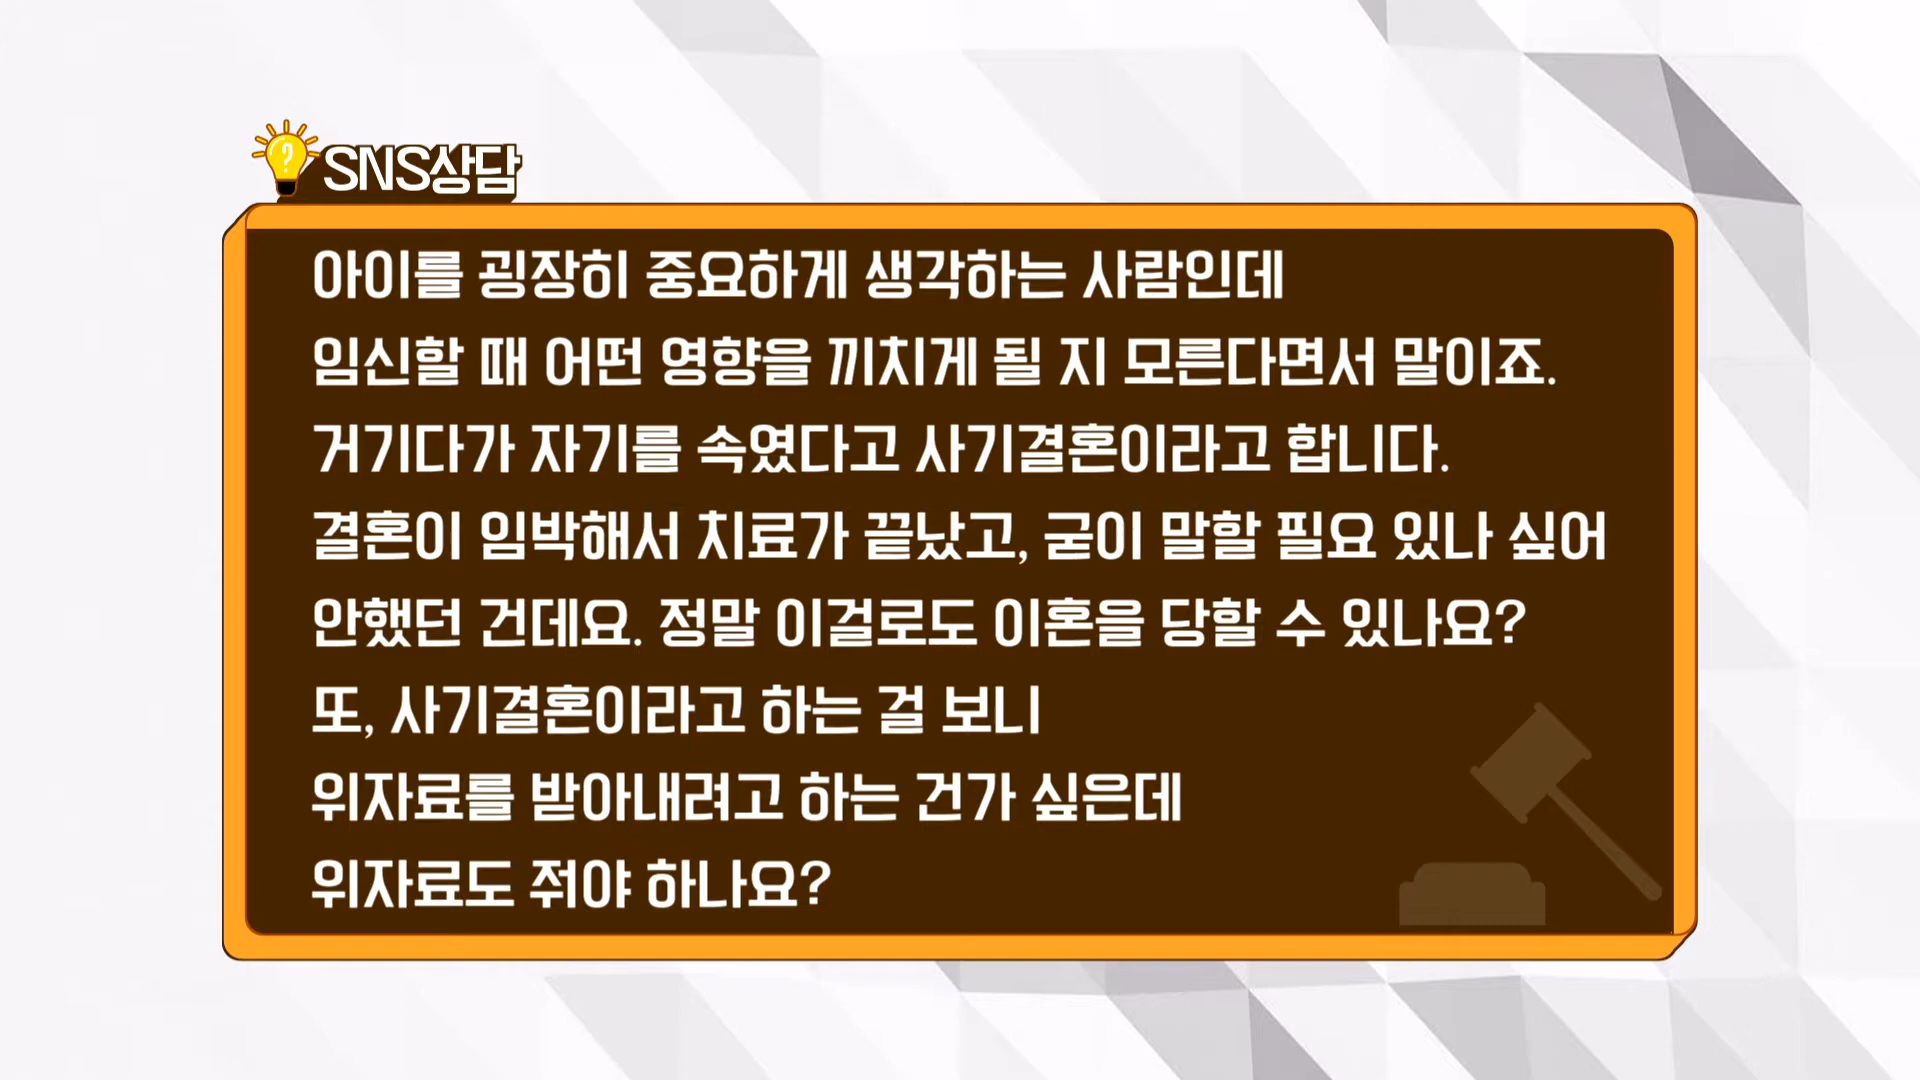 SNS상담
아이를 굉장히 중요하게 생각하는 사람인데
임신할 때 어떤 영향을 끼치게 될 지 모른다면서 말이죠.
거기다가 자기를 속였다고 사기결혼이라고 합니다.
결혼이 임박해서 치료가 끝났고, 굳이 말할 필요 있나 싶어
안했던 건데요. 정말 이걸로도 이혼을 당할 수 있나요?
또, 사기결혼이라고 하는 걸 보니
위자료를 받아내려고 하는 건가 싶은데
위자료도 줘야 하나요?